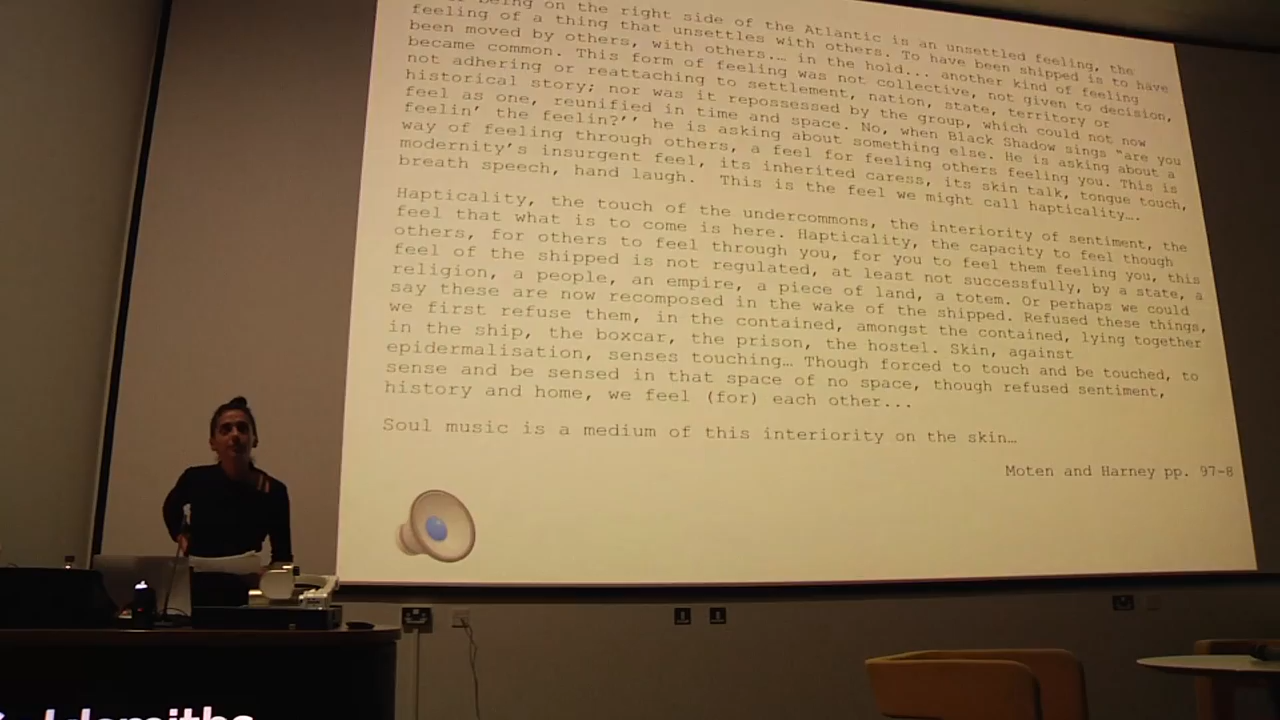 being on the right side of the Atlantic is an unsettled feeling, the
feeling of a thing that unsettles with others. To have been shipped is to have
been moved by others, with others.… in the hold... another kind of feeling
became common. This form of feeling was not collective, not given to decision,
not adhering or reattaching to settlement, nation, state, territory or
historical story; nor was it repossessed by the group, which could not now
feel as one, reunified in time and space. No, when Black Shadow sings "are you
feelin' the feelin?'' he is asking about something else. He is asking about a
way of feeling through others, a feel for feeling others feeling you. This is
modernity's insurgent feel, its inherited caress, its skin talk, tongue touch,
breath speech, hand laugh.  This is the feel we might call hapticality….
Hapticality, the touch of the undercommons, the interiority of sentiment, the
feel that what is to come is here. Hapticality, the capacity to feel though
others, for others to feel through you, for you to feel them feeling you, this
feel of the shipped is not regulated, at least not successfully, by a state, a
religion, a people, an empire, a piece of land, a totem. Or perhaps we could
say these are now recomposed in the wake of the shipped. Refused these things,
we first refuse them, in the contained, amongst the contained, lying together
in the ship, the boxcar, the prison, the hostel. Skin, against
epidermalisation, senses touching… Though forced to touch and be touched, to
sense and be sensed in that space of no space, though refused sentiment,
history and home, we feel (for) each other...
Soul music is a medium of this interiority on the skin…
Moten and Harney pp. 97-8